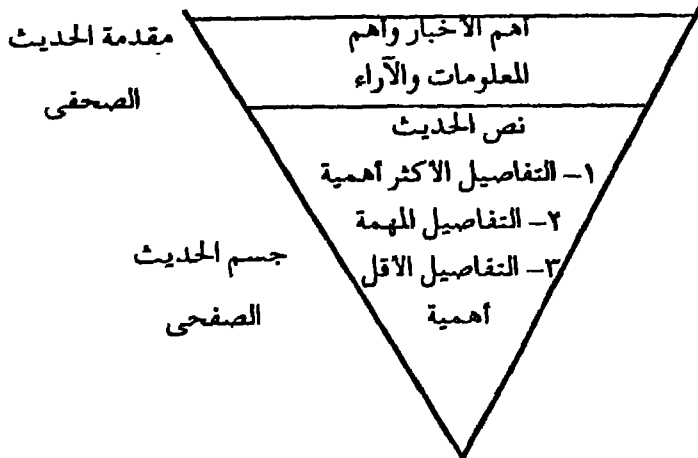 أهم الأخبار وأهم
المعلومات والآراء
مقدمة الحديث
الصحفى
نص الحديث
١- التفاصيل الأكثر أهمية
٢- التفاصيل المهمة
٣- التفاصيل الأقل
أهمية
جسم الحديث
الصفحى